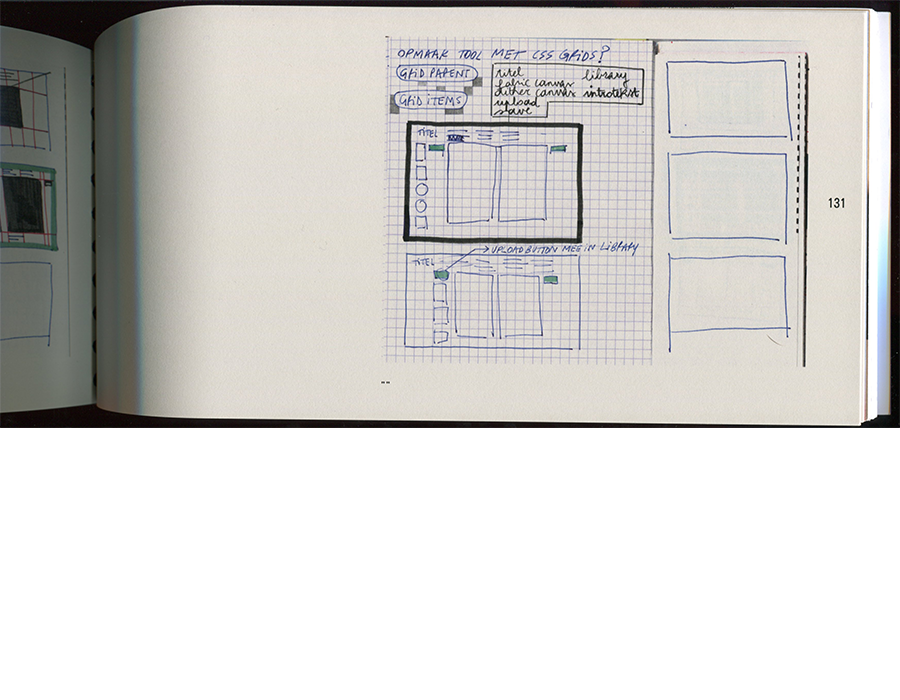 OPMAAK TOOL MET CSS GRIDS?
GRID PARENT
GRID ITEMS
titel library
fabric canvas
dither canvas introtekst
upload
save
TITEL
→ UPLOAD BUTTON MEE IN LIBRARY
TITEL
131